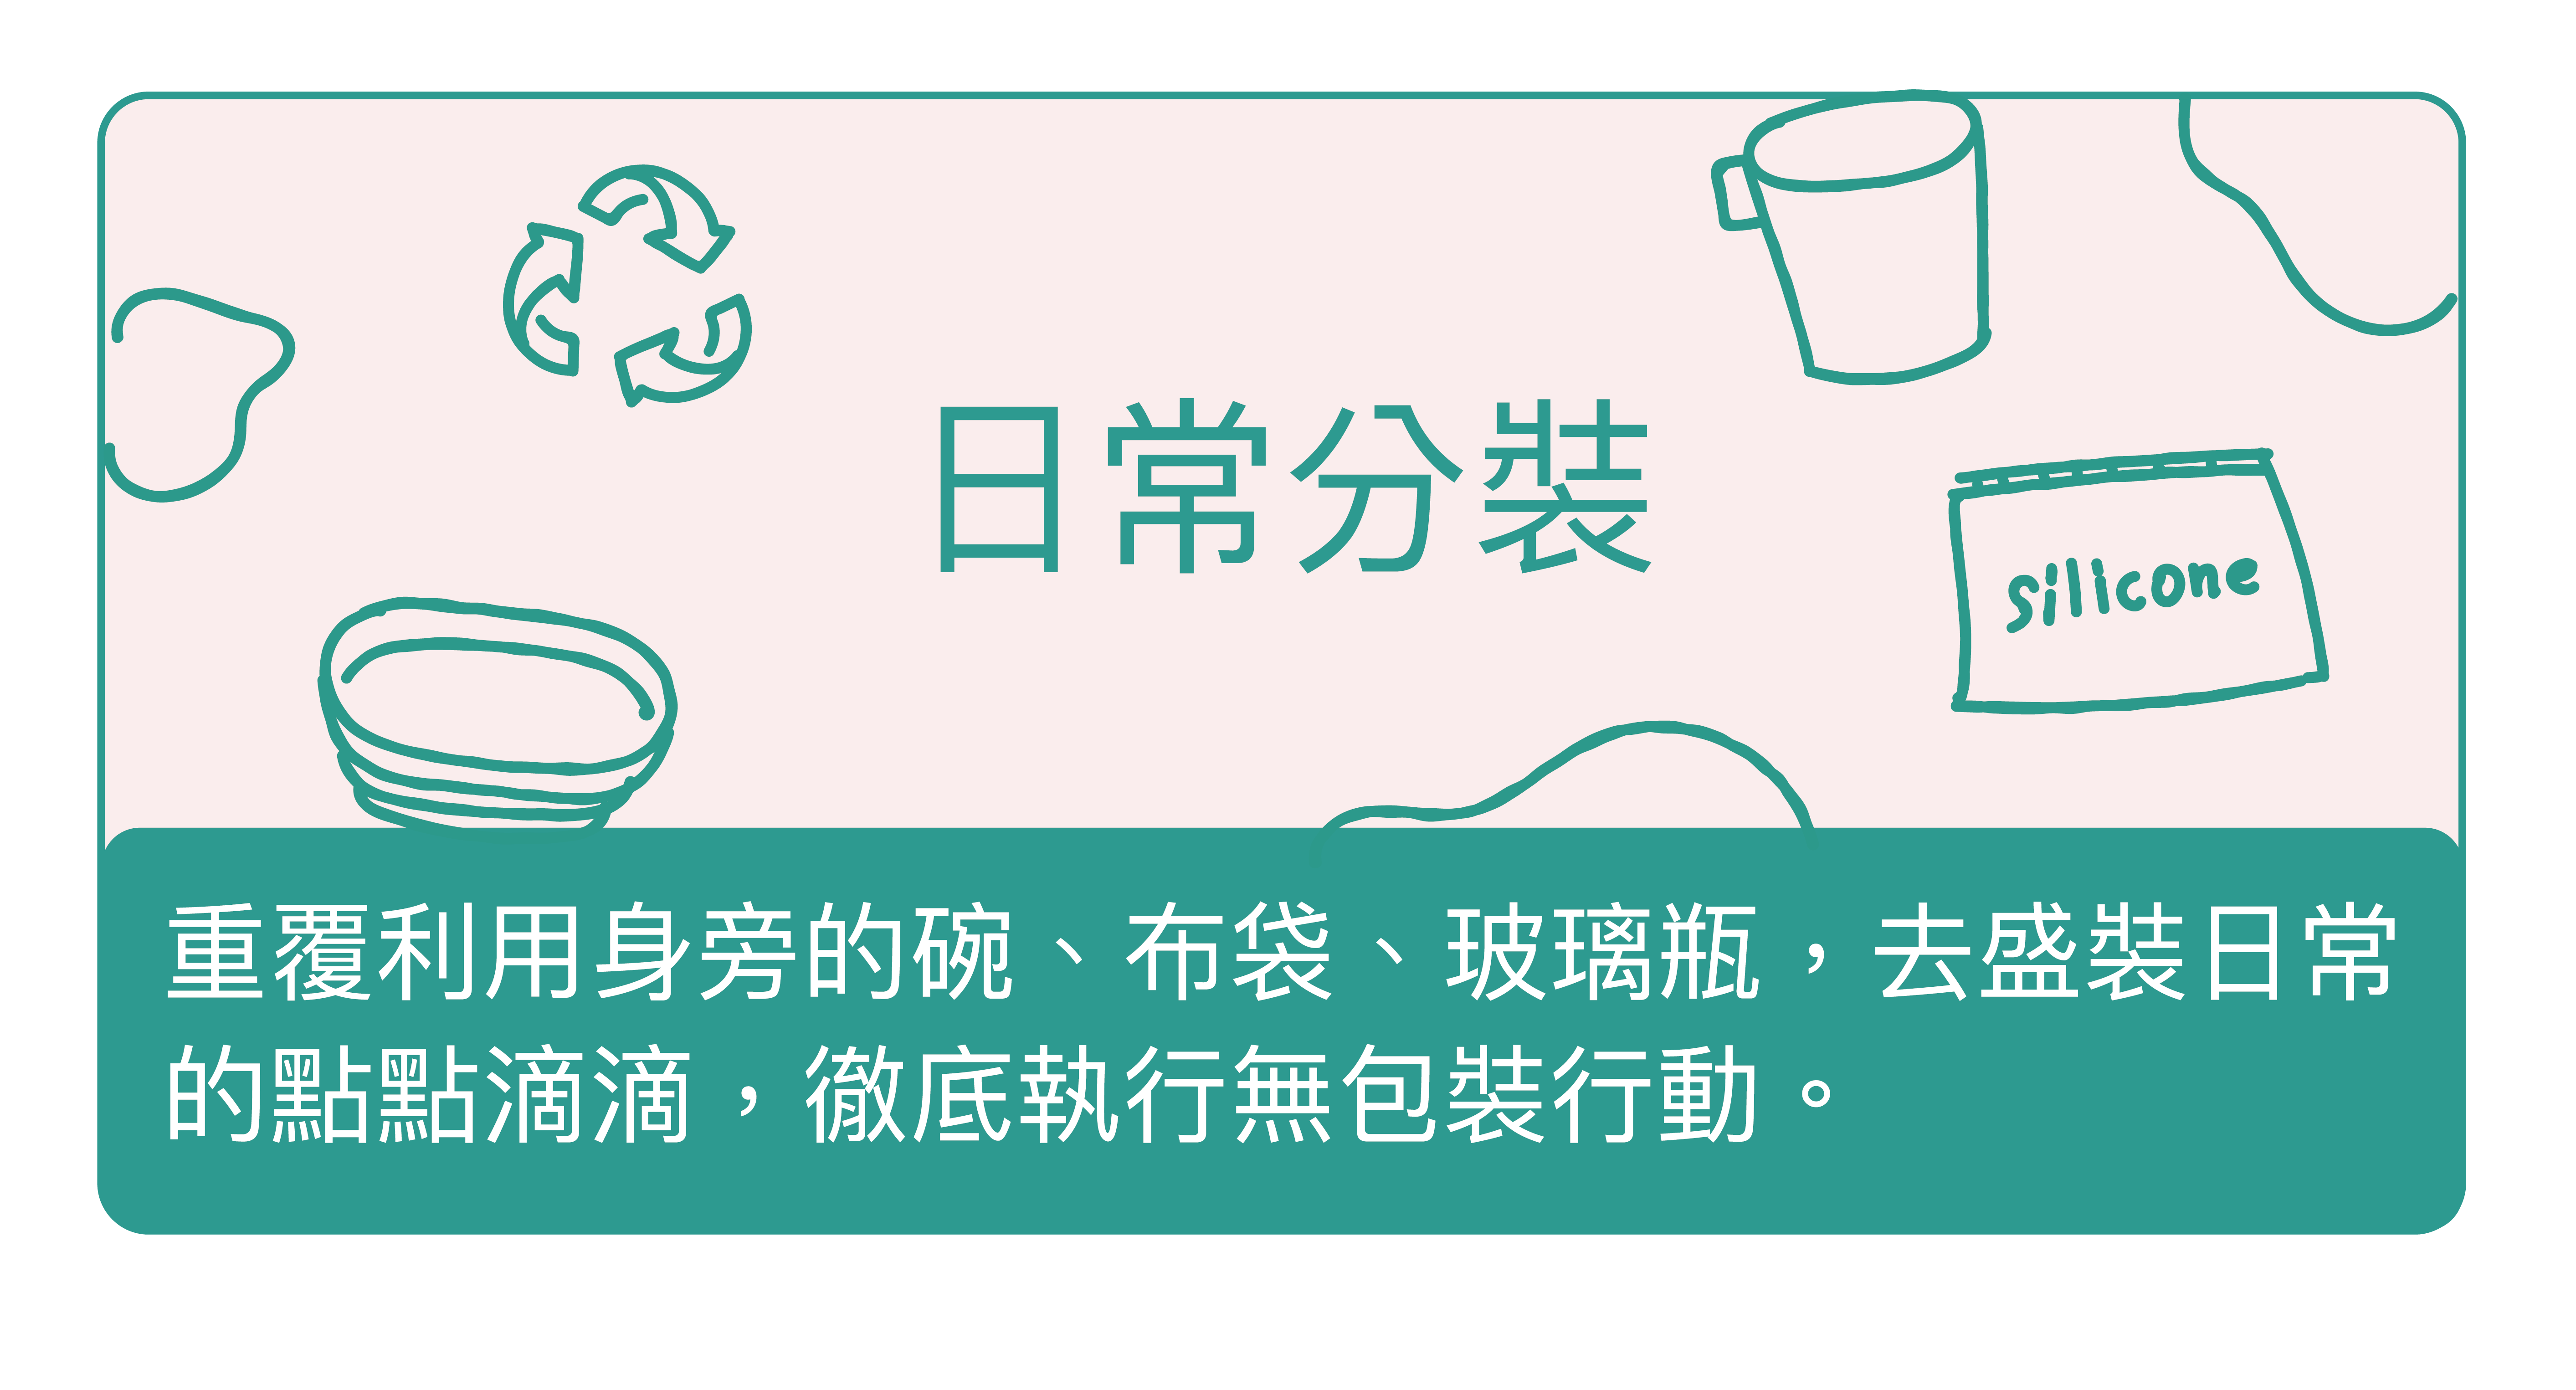 日常分裝
silicone
重覆利用身旁的碗、布袋、玻璃瓶，去盛裝日常
的點點滴滴，徹底執行無包裝行動。